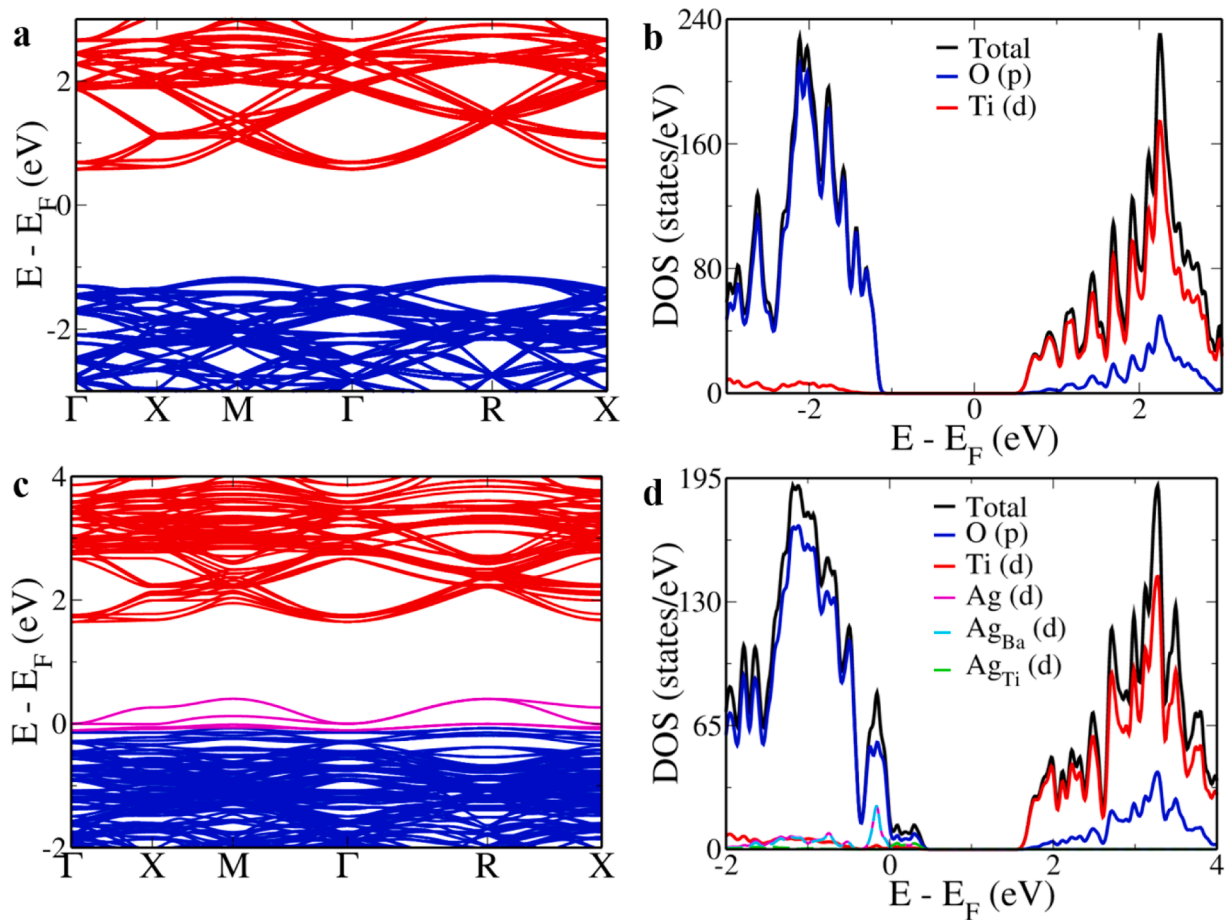 a
2
0
-2
E - E_F (eV)
Γ X M Γ R X
b
240
160
80
0
DOS (states/eV)
Total
O (p)
Ti (d)
-2 0 2
E - E_F (eV)
c
4
2
0
-2
E - E_F (eV)
Γ X M Γ R X
d
195
130
65
0
DOS (states/eV)
Total
O (p)
Ti (d)
Ag (d)
Ag_Ba (d)
Ag_Ti (d)
-2 0 2 4
E - E_F (eV)